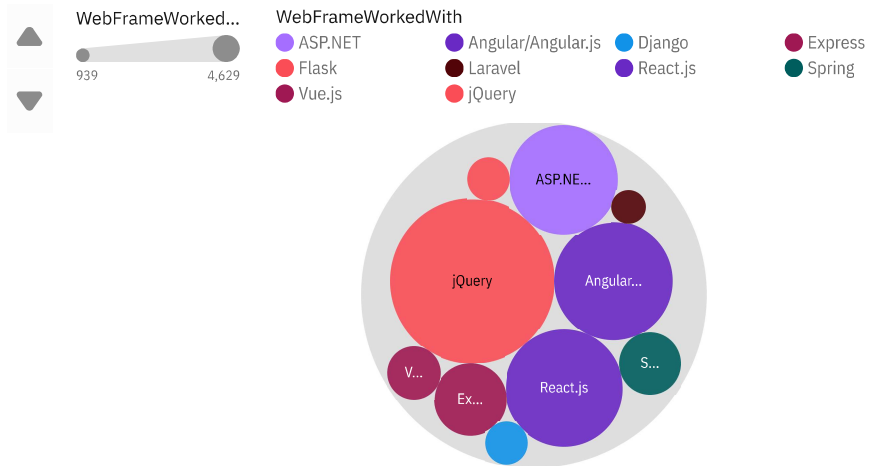 WebFrameWorked...
939 4,629
WebFrameWorkedWith
ASP.NET Angular/Angular.js Django Express
Flask Laravel React.js Spring
Vue.js jQuery
ASP.NE...
jQuery
Angular...
S...
V...
React.js
Ex...